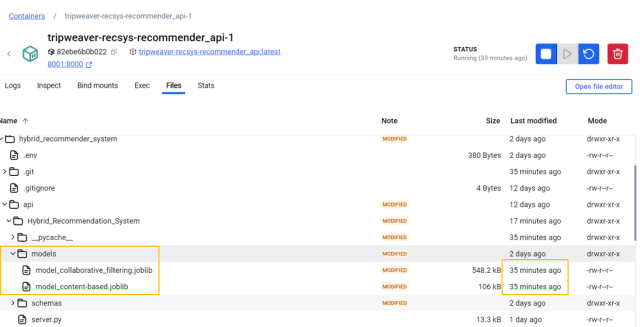 Containers / tripweaver-recsys-recommender_api-1
tripweaver-recsys-recommender_api-1
82ebe6b0b022 tripweaver-recsys-recommender_api:latest
8001:8000
STATUS
Running (33 minutes ago)
Logs Inspect Bind mounts Exec Files Stats
Open file editor
Name Note Size Last modified Mode
hybrid_recommender_system MODIFIED 2 days ago drwxr-xr-x
.env 380 Bytes 2 days ago -rw-r--r--
.git 35 minutes ago drwxr-xr-x
.gitignore 4 Bytes 12 days ago -rw-r--r--
api MODIFIED 12 days ago drwxr-xr-x
Hybrid_Recommendation_System MODIFIED 17 minutes ago drwxr-xr-x
__pycache__ MODIFIED 35 minutes ago drwxr-xr-x
models MODIFIED 2 days ago drwxr-xr-x
model_collaborative_filtering.joblib MODIFIED 548.2 kB 35 minutes ago -rw-r--r--
model_content-based.joblib MODIFIED 106 kB 35 minutes ago -rw-r--r--
schemas MODIFIED 2 days ago drwxr-xr-x
server.py 13.3 kB 1 day ago -rw-r--r--